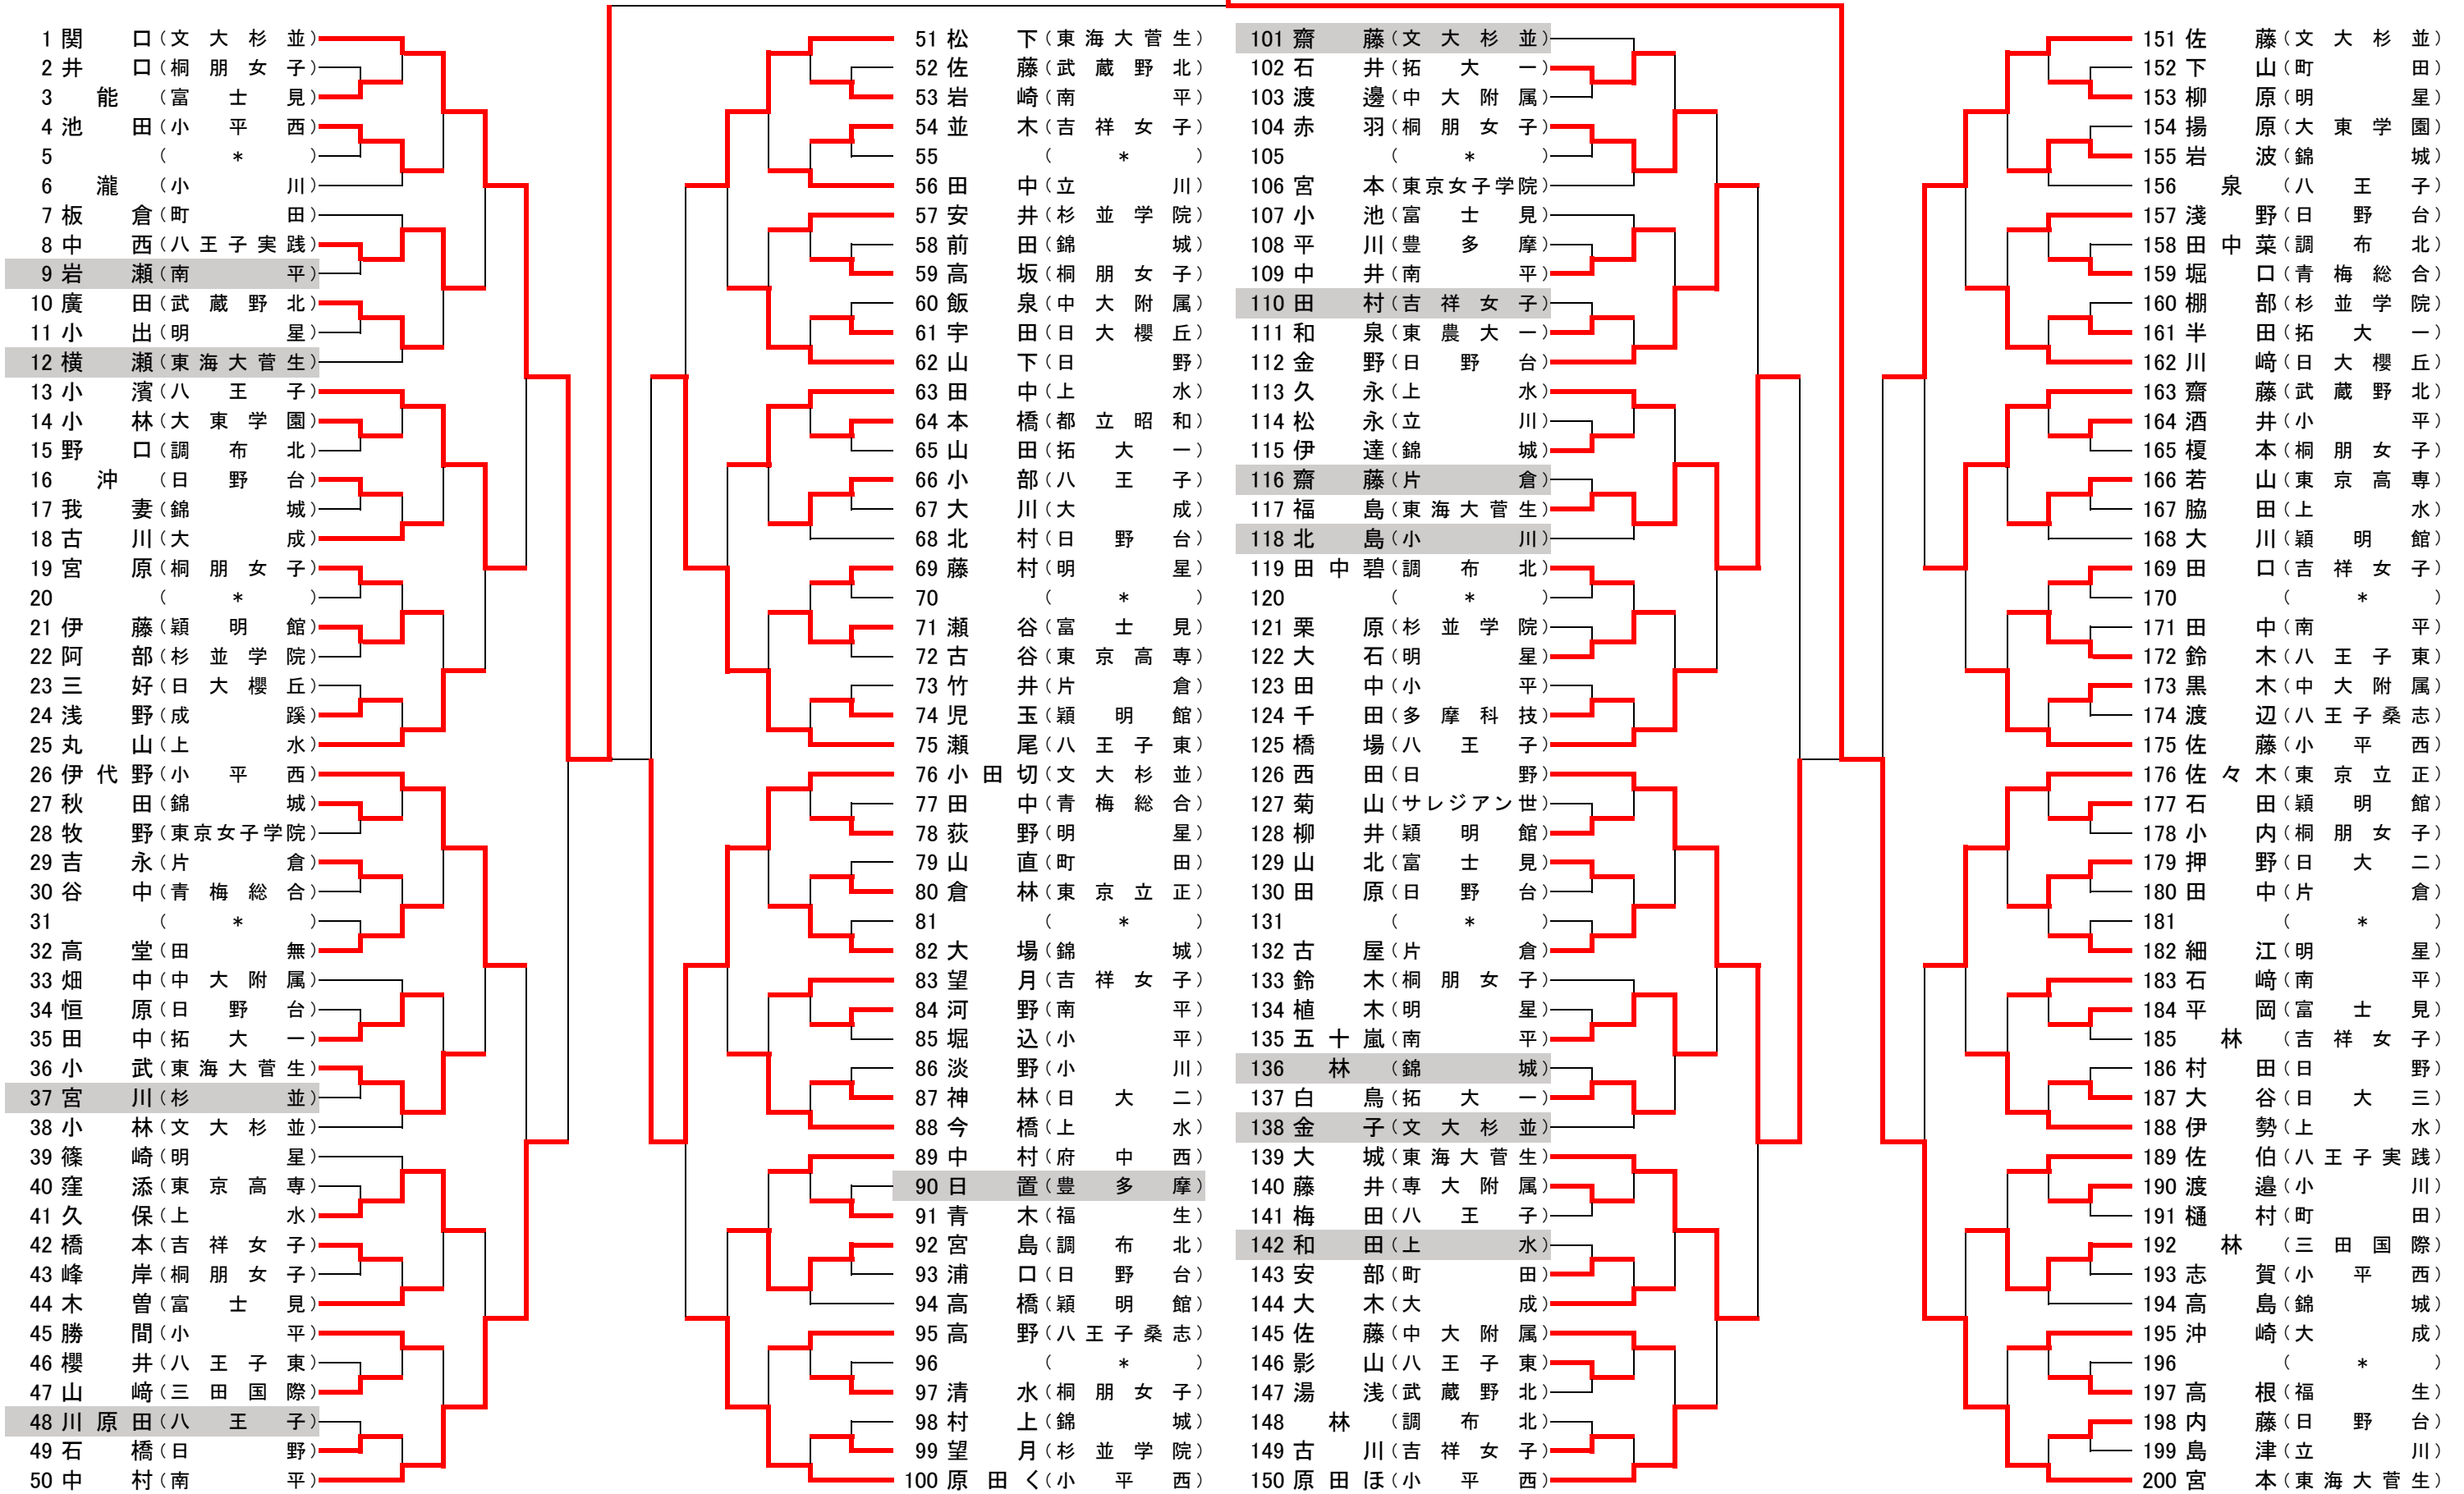 1 関口(文大杉並)
2 井口(桐朋女子)
3 能(富士見)
4 池田(小平西)
5 (*)
6 瀧(小川)
7 板倉(町田)
8 中西(八王子実践)
9 岩瀬(南平)
10 廣田(武蔵野北)
11 小出(明星)
12 横瀬(東海大菅生)
13 小濱(八王子)
14 小林(大東学園)
15 野口(調布北)
16 沖(日野台)
17 我妻(錦城)
18 古川(大成)
19 宮原(桐朋女子)
20 (*)
21 伊藤(穎明館)
22 阿部(杉並学院)
23 三好(日大櫻丘)
24 浅野(成蹊)
25 丸山(上水)
26 伊代野(小平西)
27 秋田(錦城)
28 牧野(東京女子学院)
29 吉永(片倉)
30 谷中(青梅総合)
31 (*)
32 高堂(田無)
33 畑中(中大附属)
34 恒原(日野台)
35 田中(拓大一)
36 小武(東海大菅生)
37 宮川(杉並)
38 小林(文大杉並)
39 篠崎(明星)
40 窪添(東京高専)
41 久保(上水)
42 橋本(吉祥女子)
43 峰岸(桐朋女子)
44 木曽(富士見)
45 勝間(小平)
46 櫻井(八王子東)
47 山﨑(三田国際)
48 川原田(八王子)
49 石橋(日野)
50 中村(南平)
51 松下(東海大菅生)
52 佐藤(武蔵野北)
53 岩崎(南平)
54 並木(吉祥女子)
55 (*)
56 田中(立川)
57 安井(杉並学院)
58 前田(錦城)
59 高坂(桐朋女子)
60 飯泉(中大附属)
61 宇田(日大櫻丘)
62 山下(日野)
63 田中(上水)
64 本橋(都立昭和)
65 山田(拓大一)
66 小部(八王子)
67 大川(大成)
68 北村(日野台)
69 藤村(明星)
70 (*)
71 瀬谷(富士見)
72 古谷(東京高専)
73 竹井(片倉)
74 児玉(穎明館)
75 瀬尾(八王子東)
76 小田切(文大杉並)
77 田中(青梅総合)
78 荻野(明星)
79 山直(町田)
80 倉林(東京立正)
81 (*)
82 大場(錦城)
83 望月(吉祥女子)
84 河野(南平)
85 堀込(小平)
86 淡野(小川)
87 神林(日大二)
88 今橋(上水)
89 中村(府中西)
90 日置(豊多摩)
91 青木(福生)
92 宮島(調布北)
93 浦口(日野台)
94 高橋(穎明館)
95 高野(八王子桑志)
96 (*)
97 清水(桐朋女子)
98 村上(錦城)
99 望月(杉並学院)
100 原田く(小平西)
101 齋藤(文大杉並)
102 石井(拓大一)
103 渡邊(中大附属)
104 赤羽(桐朋女子)
105 (*)
106 宮本(東京女子学院)
107 小池(富士見)
108 平川(豊多摩)
109 中井(南平)
110 田村(吉祥女子)
111 和泉(東農大一)
112 金野(日野台)
113 久永(上水)
114 松永(立川)
115 伊達(錦城)
116 齋藤(片倉)
117 福島(東海大菅生)
118 北島(小川)
119 田中碧(調布北)
120 (*)
121 栗原(杉並学院)
122 大石(明星)
123 田中(小平)
124 千田(多摩科技)
125 橋場(八王子)
126 西田(日野)
127 菊山(サレジアン世)
128 柳井(穎明館)
129 山北(富士見)
130 田原(日野台)
131 (*)
132 古屋(片倉)
133 鈴木(桐朋女子)
134 植木(明星)
135 五十嵐(南平)
136 林(錦城)
137 白鳥(拓大一)
138 金子(文大杉並)
139 大城(東海大菅生)
140 藤井(専大附属)
141 梅田(八王子)
142 和田(上水)
143 安部(町田)
144 大木(大成)
145 佐藤(中大附属)
146 影山(八王子東)
147 湯浅(武蔵野北)
148 林(調布北)
149 古川(吉祥女子)
150 原田ほ(小平西)
151 佐藤(文大杉並)
152 下山(町田)
153 柳原(明星)
154 揚原(大東学園)
155 岩波(錦城)
156 泉(八王子)
157 淺野(日野台)
158 田中菜(調布北)
159 堀口(青梅総合)
160 棚部(杉並学院)
161 半田(拓大一)
162 川﨑(日大櫻丘)
163 齋藤(武蔵野北)
164 酒井(小平)
165 榎本(桐朋女子)
166 若山(東京高専)
167 脇田(上水)
168 大川(穎明館)
169 田口(吉祥女子)
170 (*)
171 田中(南平)
172 鈴木(八王子東)
173 黒木(中大附属)
174 渡辺(八王子桑志)
175 佐藤(小平西)
176 佐々木(東京立正)
177 石田(穎明館)
178 小内(桐朋女子)
179 押野(日大二)
180 田中(片倉)
181 (*)
182 細江(明星)
183 石﨑(南平)
184 平岡(富士見)
185 林(吉祥女子)
186 村田(日野)
187 大谷(日大三)
188 伊勢(上水)
189 佐伯(八王子実践)
190 渡邉(小川)
191 樋村(町田)
192 林(三田国際)
193 志賀(小平西)
194 高島(錦城)
195 沖崎(大成)
196 (*)
197 高根(福生)
198 内藤(日野台)
199 島津(立川)
200 宮本(東海大菅生)